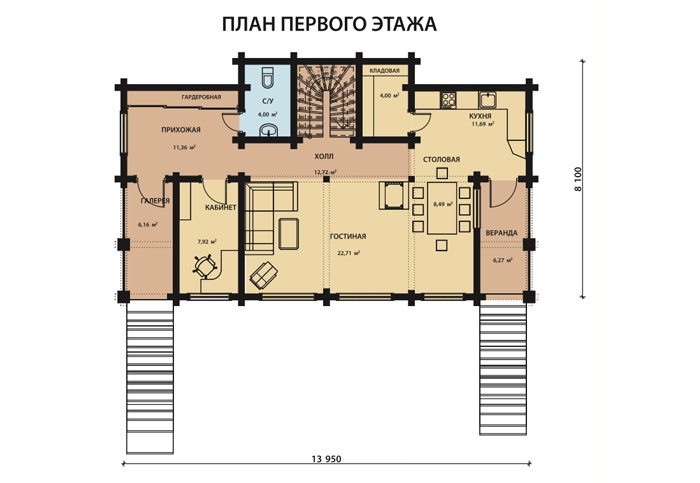 ПЛАН ПЕРВОГО ЭТАЖА
КЛАДОВАЯ
4,00 м²
ГАРДЕРОБНАЯ
С/У
4,00 м²
КУХНЯ
11,69 м²
ПРИХОЖАЯ
11,36 м²
ХОЛЛ
12,72 м²
СТОЛОВАЯ
8,49 м²
ГАЛЕРЕЯ
6,16 м²
КАБИНЕТ
7,92 м²
ГОСТИНАЯ
22,71 м²
ВЕРАНДА
6,27 м²
8 100
13 950